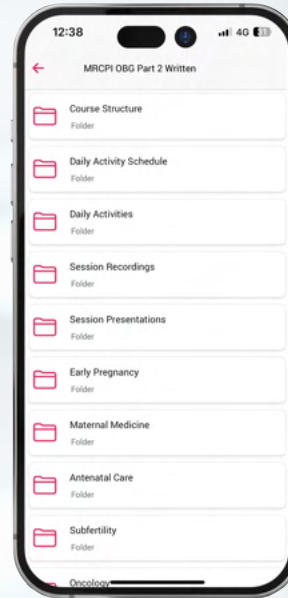 12:38
4G 31
MRCPI OBG Part 2 Written
Course Structure
Folder
Daily Activity Schedule
Folder
Daily Activities
Folder
Session Recordings
Folder
Session Presentations
Folder
Early Pregnancy
Folder
Maternal Medicine
Folder
Antenatal Care
Folder
Subfertility
Folder
Oncology